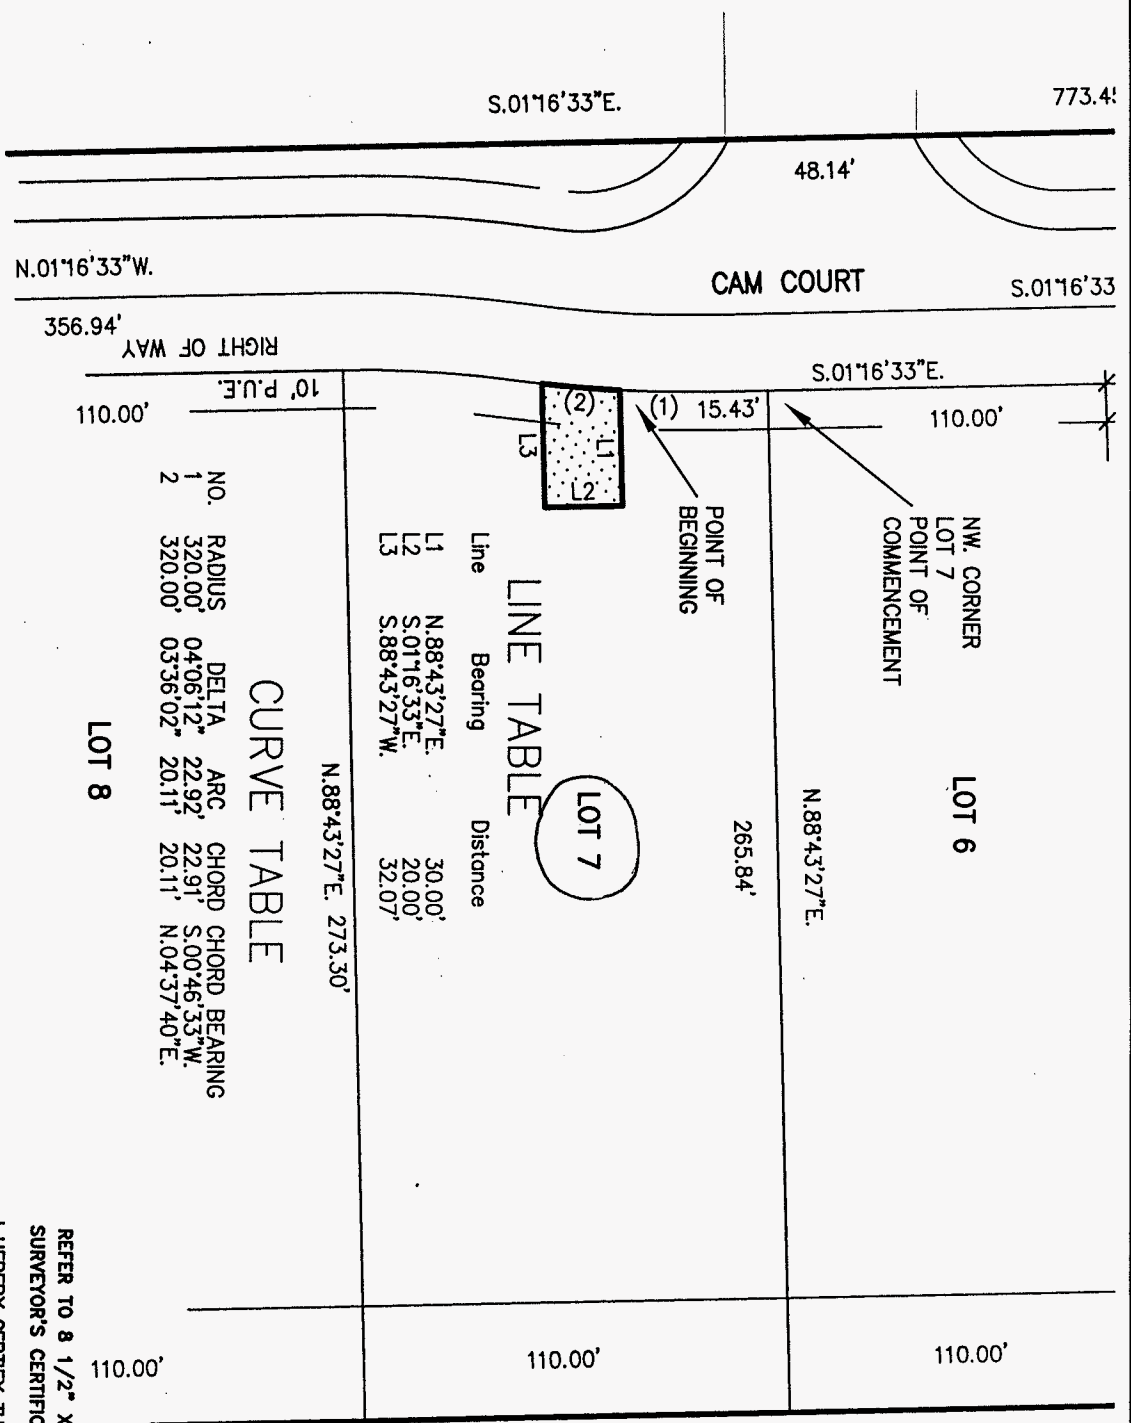 S.01°16'33"E.
773.4
48.14'
N.01°16'33"W.
CAM COURT
S.01°16'33
356.94'
RIGHT OF WAY
S.01°16'33"E.
10' P.U.E.
110.00'
(2)
(1)
15.43'
110.00'
L3
L1
L2
POINT OF
BEGINNING
NW. CORNER
LOT 7
POINT OF
COMMENCEMENT
LINE TABLE
Line Bearing Distance
L1 N.88°43'27"E. 30.00'
L2 S.01°16'33"E. 20.00'
L3 S.88°43'27"W. 32.07'
LOT 6
N.88°43'27"E.
265.84'
LOT 7
N.88°43'27"E. 273.30'
CURVE TABLE
NO. RADIUS DELTA ARC CHORD CHORD BEARING
1 320.00' 04°06'12" 22.92' 22.91' S.00°46'33"W.
2 320.00' 03°36'02" 20.11' 20.11' N.04°37'40"E.
LOT 8
110.00'
110.00'
110.00'
REFER TO 8 1/2" X
SURVEYOR'S CERTIFIC
I HEREBY CERTIFY TH